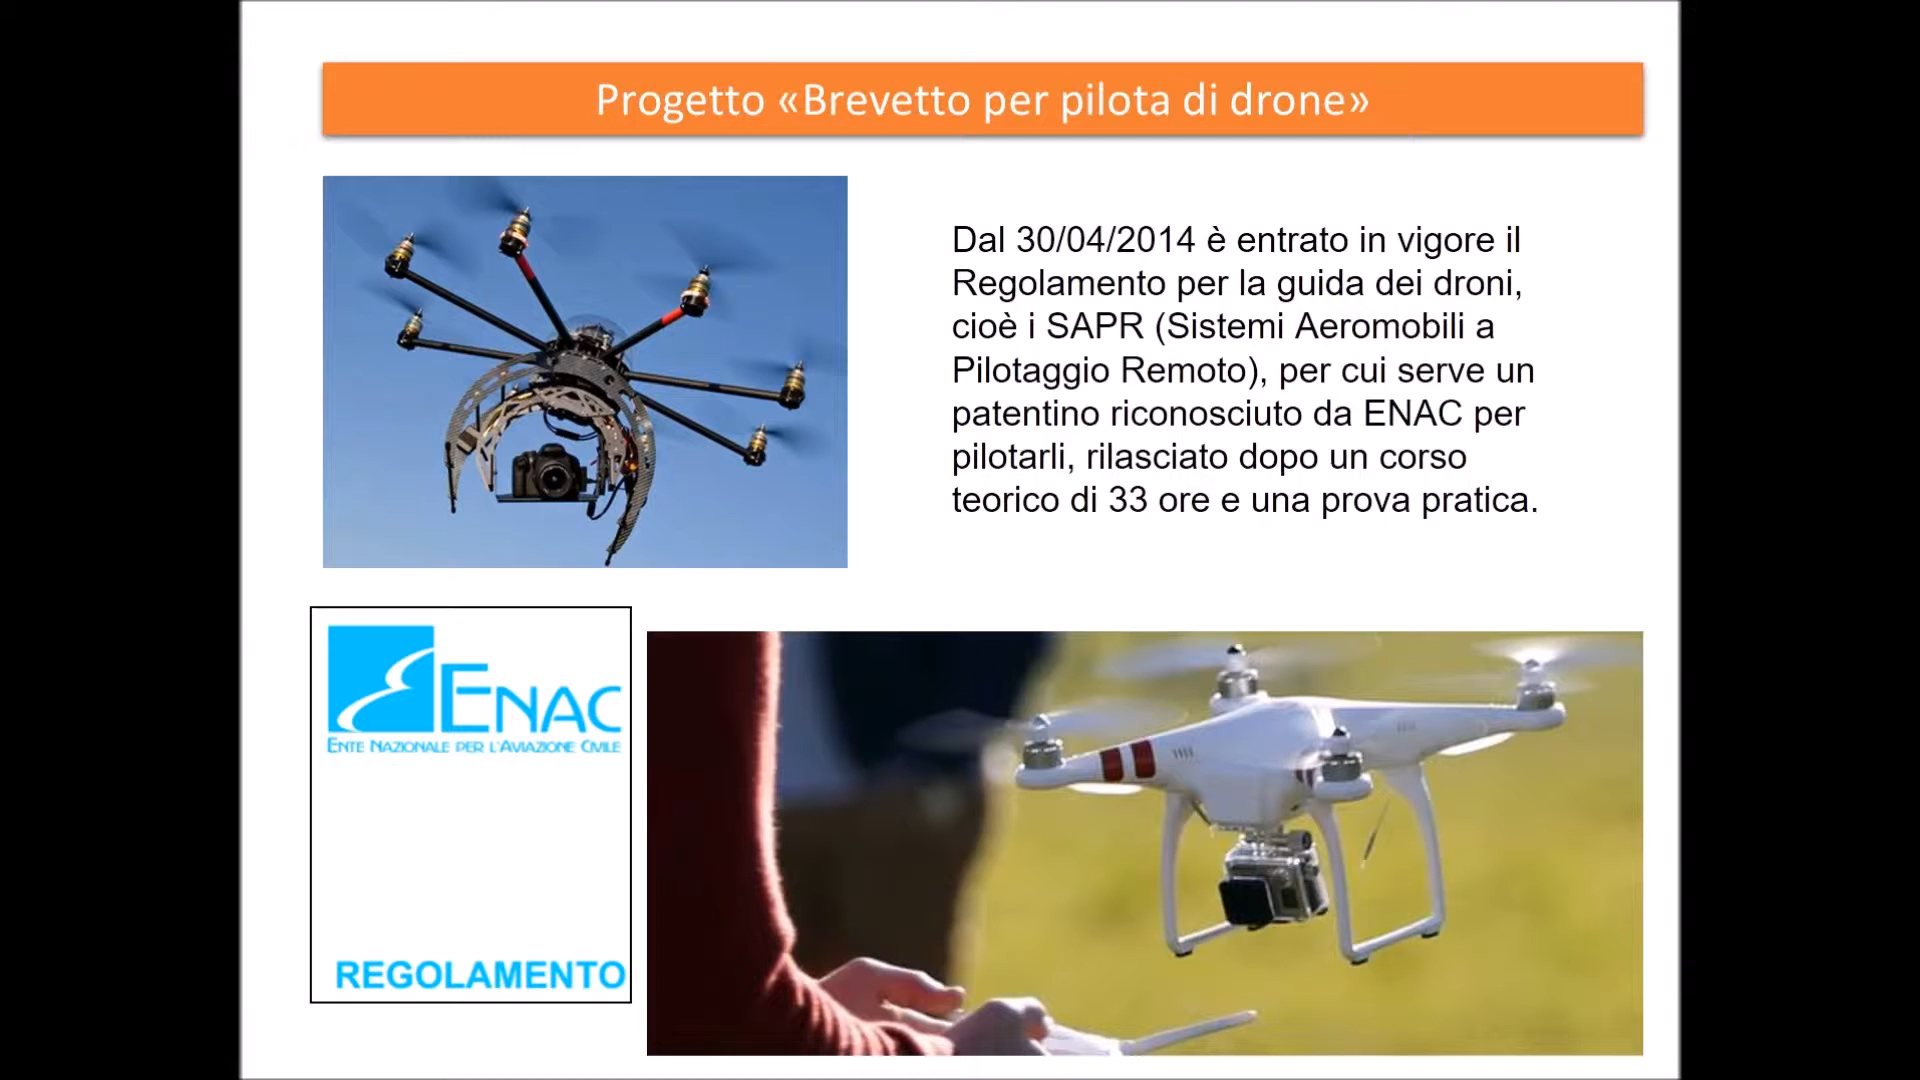 Progetto «Brevetto per pilota di drone»
Dal 30/04/2014 è entrato in vigore il
Regolamento per la guida dei droni,
cioè i SAPR (Sistemi Aeromobili a
Pilotaggio Remoto), per cui serve un
patentino riconosciuto da ENAC per
pilotarli, rilasciato dopo un corso
teorico di 33 ore e una prova pratica.
ENAC
ENTE NAZIONALE PER L'AVIAZIONE CIVILE
REGOLAMENTO